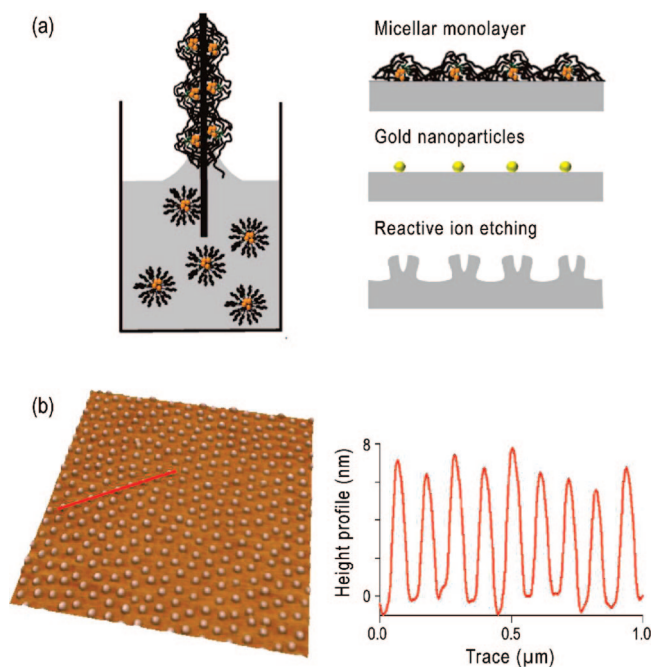 (a)
Micellar monolayer
Gold nanoparticles
Reactive ion etching
(b)
Height profile (nm)
8
0
0.0 0.5 1.0
Trace (µm)